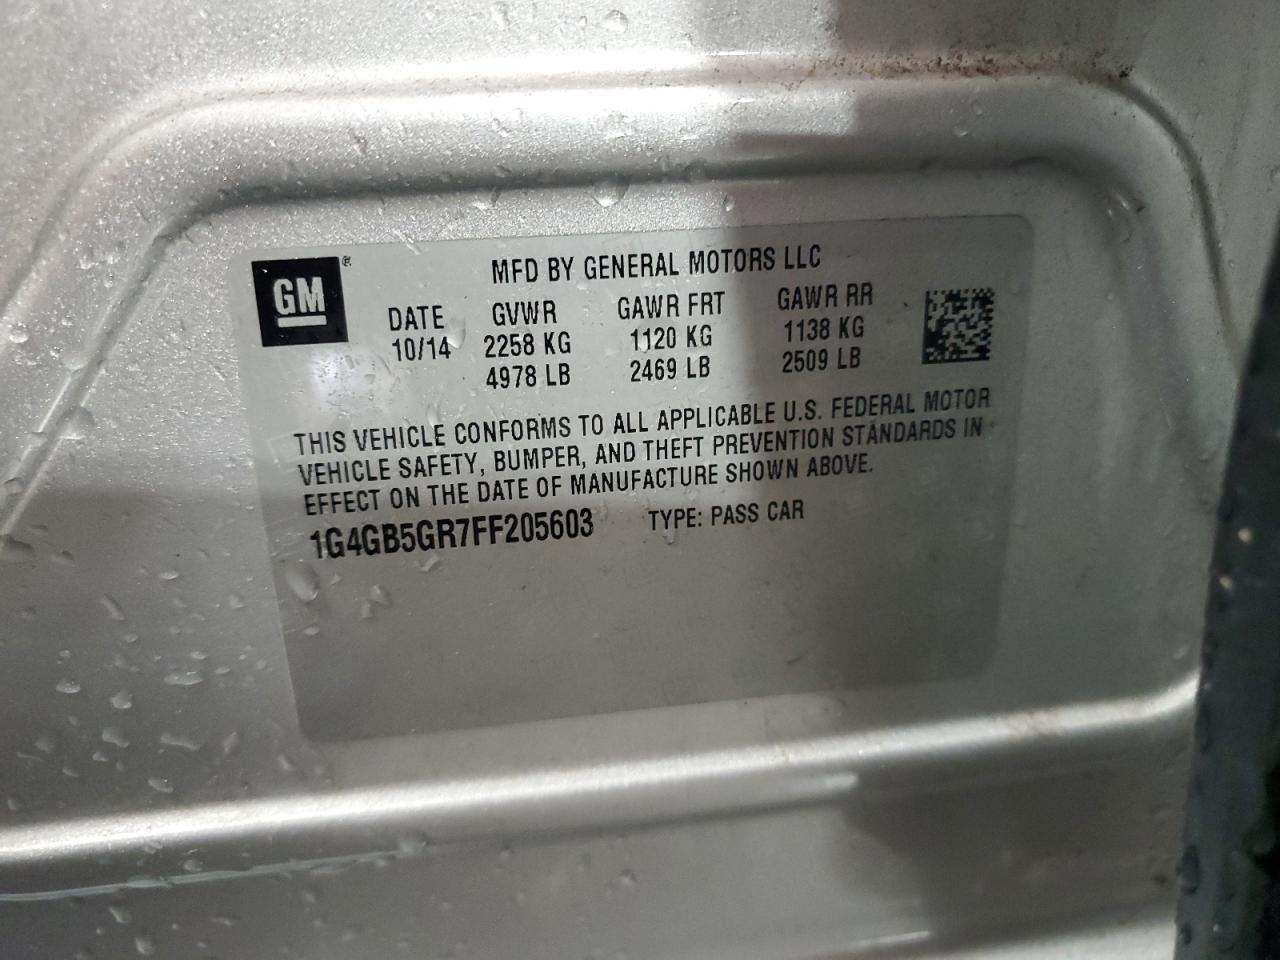 GM®
MFD BY GENERAL MOTORS LLC
DATE GVWR GAWR FRT GAWR RR
10/14 2258 KG 1120 KG 1138 KG
4978 LB 2469 LB 2509 LB
THIS VEHICLE CONFORMS TO ALL APPLICABLE U.S. FEDERAL MOTOR
VEHICLE SAFETY, BUMPER, AND THEFT PREVENTION STANDARDS IN
EFFECT ON THE DATE OF MANUFACTURE SHOWN ABOVE.
1G4GB5GR7FF205603 TYPE: PASS CAR